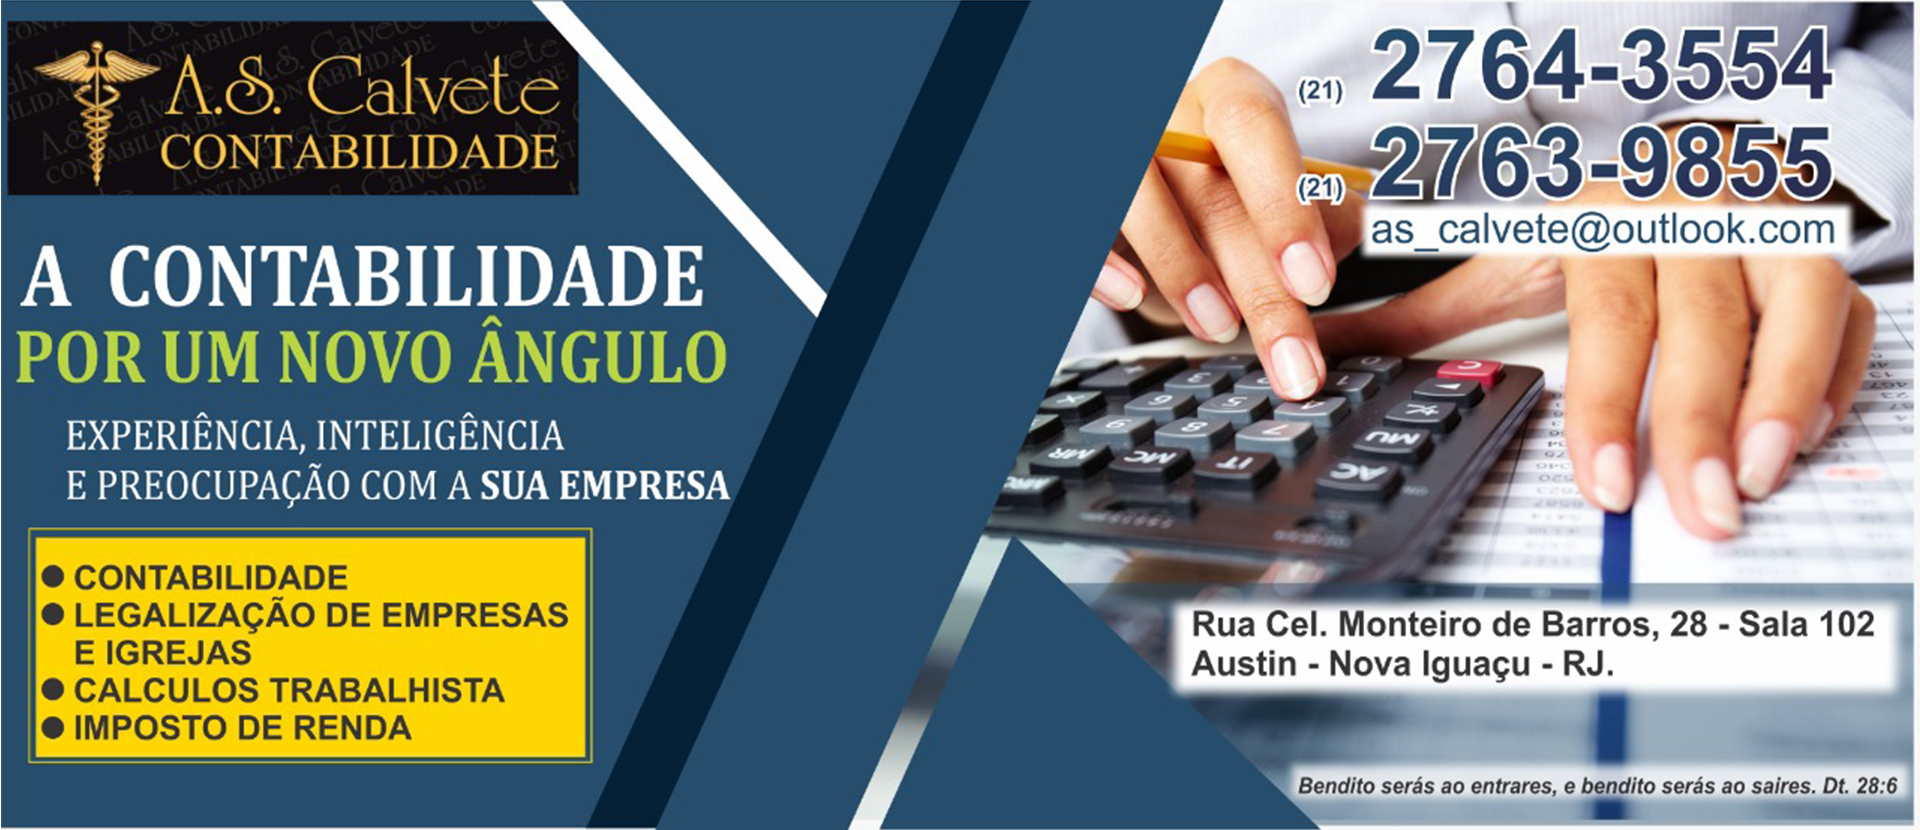 A.S. Calvete
CONTABILIDADE
A CONTABILIDADE
POR UM NOVO ÂNGULO
EXPERIÊNCIA, INTELIGÊNCIA
E PREOCUPAÇÃO COM A SUA EMPRESA
● CONTABILIDADE
● LEGALIZAÇÃO DE EMPRESAS
E IGREJAS
● CALCULOS TRABALHISTA
● IMPOSTO DE RENDA
(21) 2764-3554
(21) 2763-9855
as_calvete@outlook.com
Rua Cel. Monteiro de Barros, 28 - Sala 102
Austin - Nova Iguaçu - RJ.
Bendito serás ao entrares, e bendito serás ao saires. Dt. 28:6